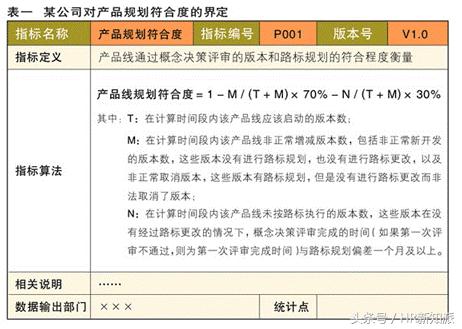 表一 某公司对产品规划符合度的界定
指标名称 产品规划符合度 指标编号 P001 版本号 V1.0
指标定义 产品线通过概念决策评审的版本和路标规划的符合程度衡量
产品线规划符合度＝1－M /（T + M）× 70%－N /（T + M）× 30%
其中：T：在计算时间段内该产品线应该启动的版本数；
M：在计算时间段内该产品线非正常增减版本数，包括非正常新开发
的版本数，这些版本没有进行路标规划，也没有进行路标更改，以及
指标算法 非正常取消版本，这些版本有路标规划，但是没有进行路标更改而非
法取消了版本；
N：在计算时间段内该产品线未按路标执行的版本数，这些版本在没
有经过路标更改的情况下，概念决策评审完成的时间（如果第一次评
审不通过，则为第一次评审完成时间）与路标规划偏差一个月及以上。
相关说明 ……
数据输出部门 ××× 统计点
头条号／HR新知派